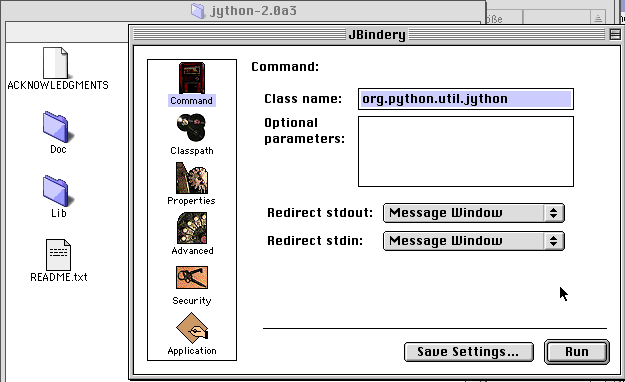 jython-2.0a3
öße
JBindery
ACKNOWLEDGMENTS
Doc
Lib
README.txt
Command
Classpath
Properties
Advanced
Security
Application
Command:
Class name: org.python.util.jython
Optional
parameters:
Redirect stdout: Message Window
Redirect stdin: Message Window
Save Settings... Run